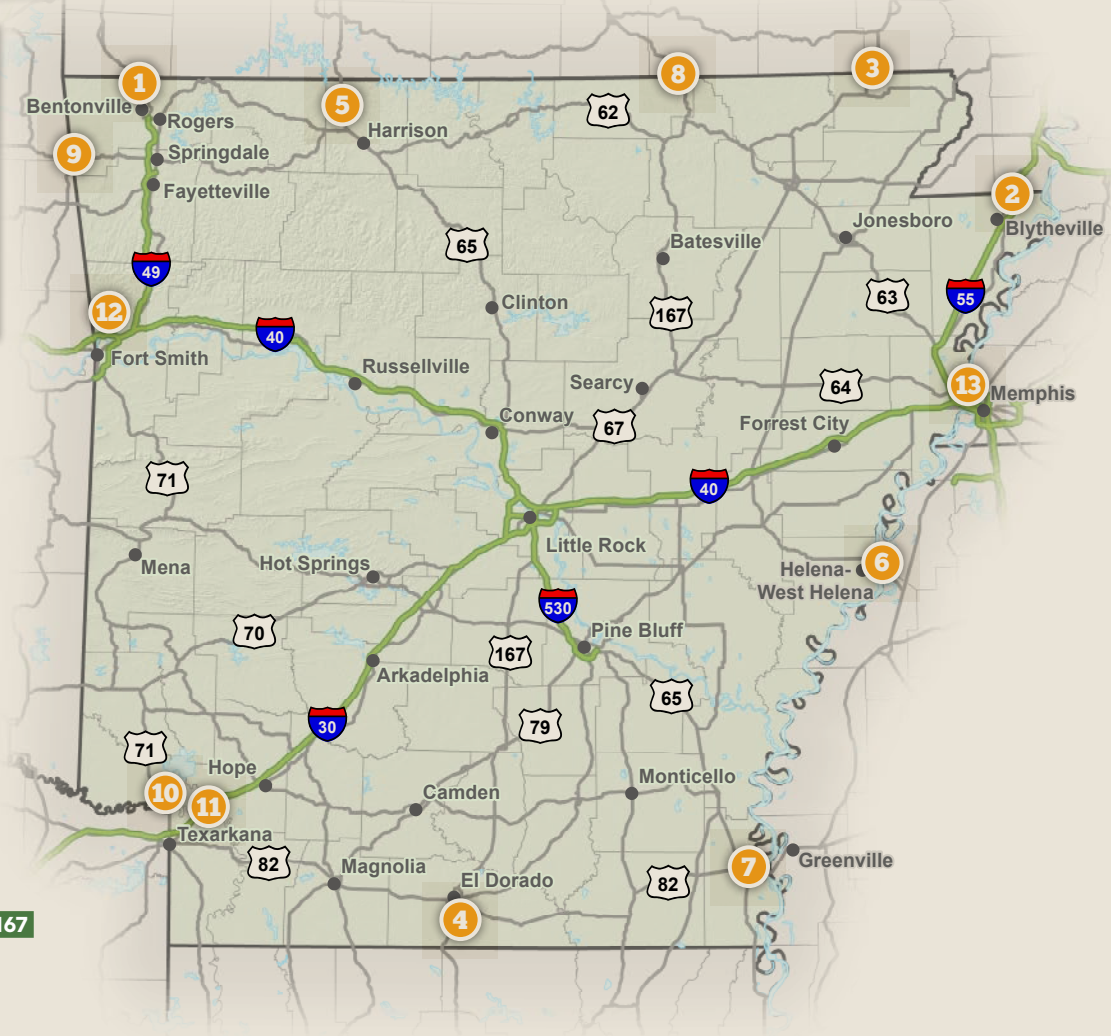 1
8
3
5
Bentonville
Rogers
62
Harrison
9
Springdale
Fayetteville
2
Jonesboro
Blytheville
65
Batesville
49
63
55
12
Clinton
167
40
Fort Smith
Russellville
Searcy
64
13
Memphis
Conway
67
Forrest City
71
40
Little Rock
Mena
Hot Springs
6
Helena-
West Helena
530
70
167
Pine Bluff
Arkadelphia
65
30
79
71
Hope
10
11
Camden
Monticello
Texarkana
82
Magnolia
El Dorado
82
7
Greenville
4
167